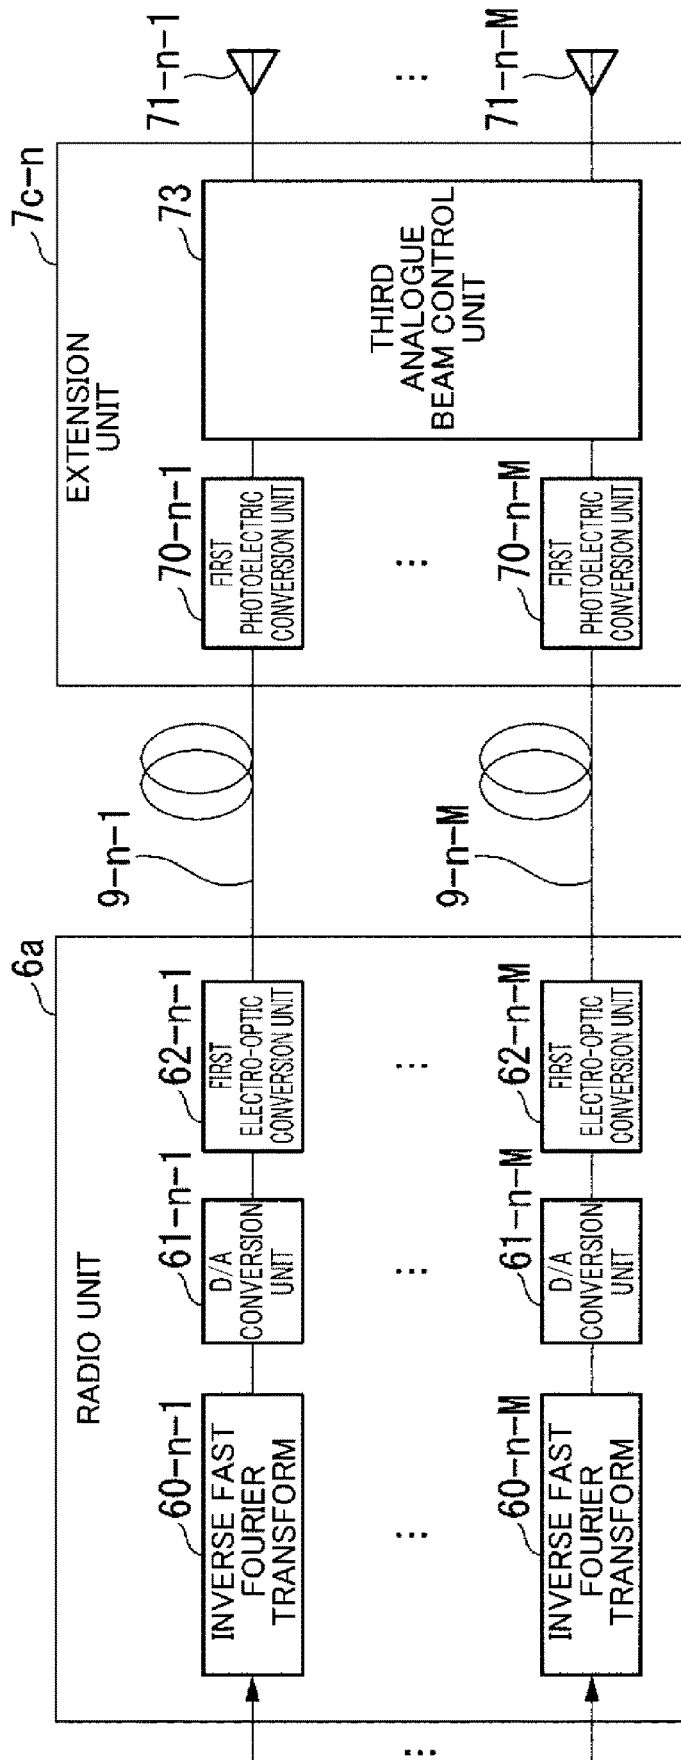 6a
RADIO UNIT
60-n-1
INVERSE FAST
FOURIER
TRANSFORM
61-n-1
D/A
CONVERSION
UNIT
62-n-1
FIRST
ELECTRO-OPTIC
CONVERSION UNIT
9-n-1
7c-n
EXTENSION
UNIT
70-n-1
FIRST
PHOTOELECTRIC
CONVERSION UNIT
73
THIRD
ANALOGUE
BEAM CONTROL
UNIT
71-n-1
...
...
...
...
...
...
60-n-M
INVERSE FAST
FOURIER
TRANSFORM
61-n-M
D/A
CONVERSION
UNIT
62-n-M
FIRST
ELECTRO-OPTIC
CONVERSION UNIT
9-n-M
70-n-M
FIRST
PHOTOELECTRIC
CONVERSION UNIT
71-n-M